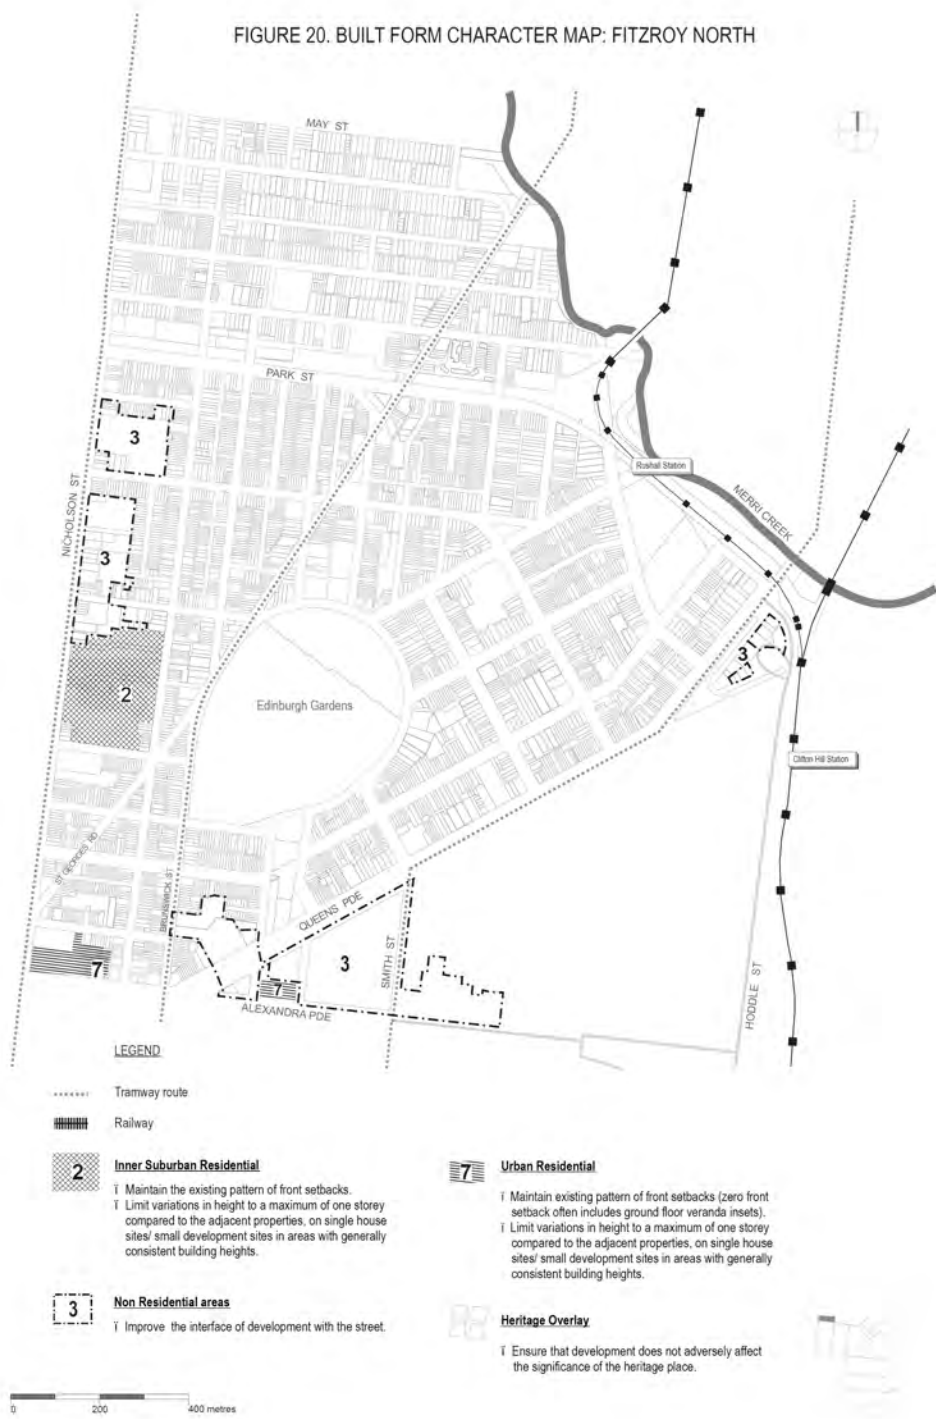 FIGURE 20. BUILT FORM CHARACTER MAP: FITZROY NORTH
MAY ST
PARK ST
3
NICHOLSON ST
Rushall Station
MERRI CREEK
3
3
2
Edinburgh Gardens
Clifton Hill Station
ST GEORGES RD
BRUNSWICK ST
QUEENS PDE
SMITH ST
3
7
7
HODDLE ST
ALEXANDRA PDE
LEGEND
Tramway route
Railway
2
Inner Suburban Residential
ï Maintain the existing pattern of front setbacks.
ï Limit variations in height to a maximum of one storey
compared to the adjacent properties, on single house
sites/ small development sites in areas with generally
consistent building heights.
3
Non Residential areas
ï Improve the interface of development with the street.
7
Urban Residential
ï Maintain existing pattern of front setbacks (zero front
setback often includes ground floor veranda insets).
ï Limit variations in height to a maximum of one storey
compared to the adjacent properties, on single house
sites/ small development sites in areas with generally
consistent building heights.
Heritage Overlay
ï Ensure that development does not adversely affect
the significance of the heritage place.
0 200 400 metres